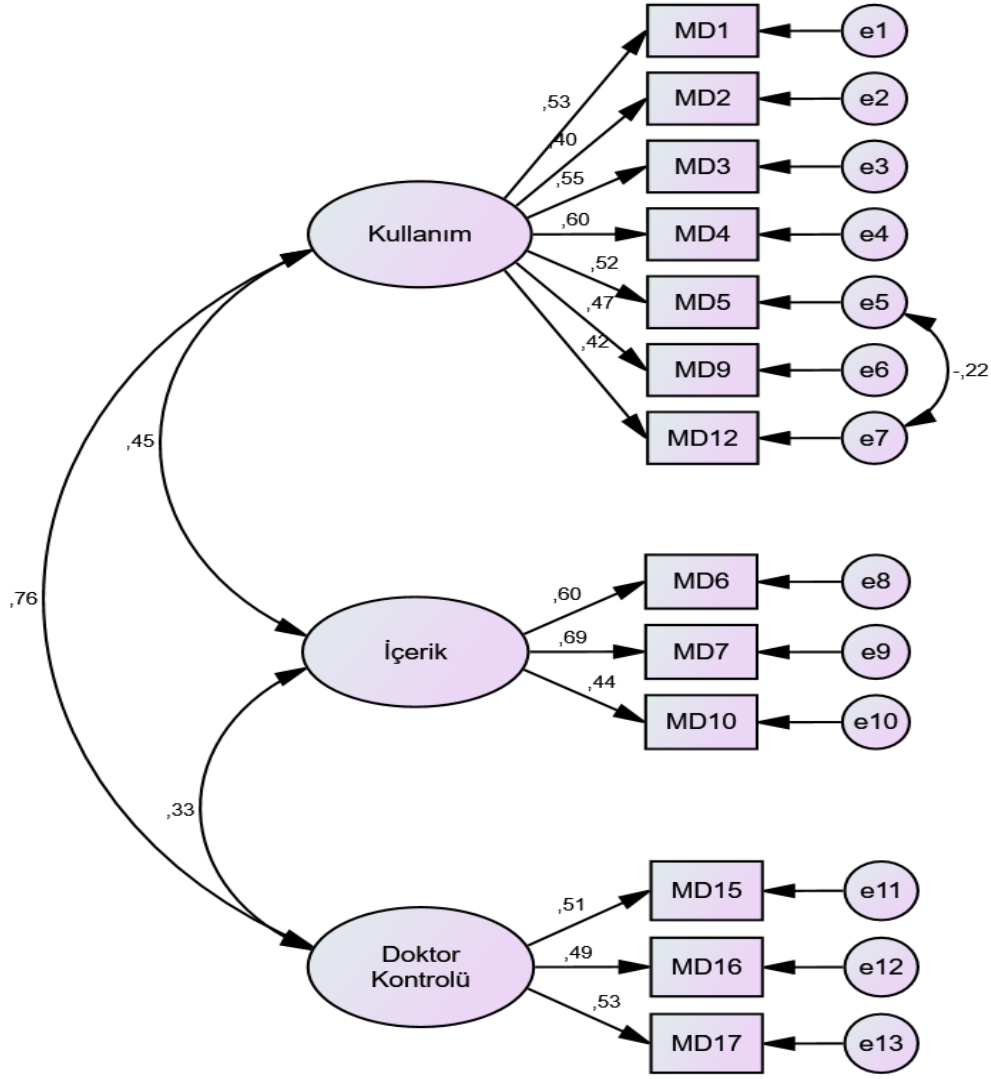 MD1
e1
,53
MD2
e2
,40
MD3
e3
,55
Kullanım
,60
MD4
e4
,52
MD5
e5
,47
MD9
e6
-,22
,42
MD12
e7
,45
,76
MD6
e8
,60
İçerik
,69
MD7
e9
,44
MD10
e10
,33
MD15
e11
,51
Doktor
Kontrolü
,49
MD16
e12
,53
MD17
e13